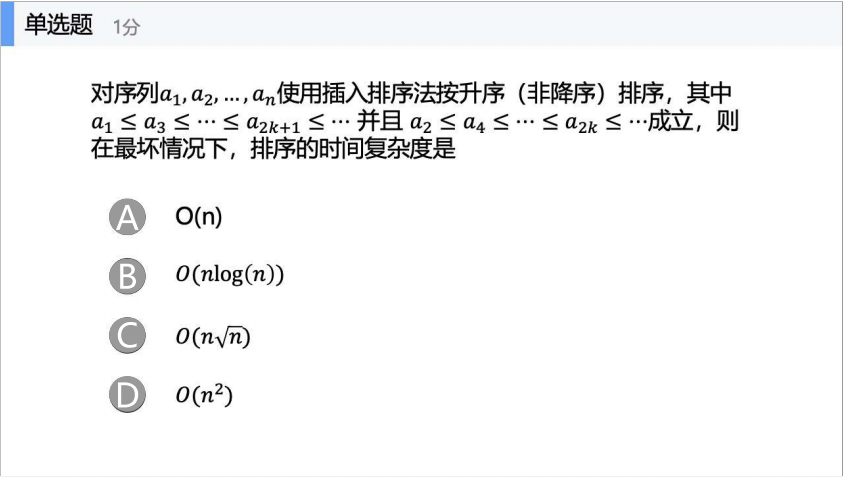 单选题 1分
对序列a₁, a₂, …, aₙ使用插入排序法按升序（非降序）排序，其中
a₁ ≤ a₃ ≤ ⋯ ≤ a₂ₖ₊₁ ≤ ⋯ 并且 a₂ ≤ a₄ ≤ ⋯ ≤ a₂ₖ ≤ ⋯成立，则
在最坏情况下，排序的时间复杂度是
A O(n)
B O(nlog(n))
C O(n√n)
D O(n²)